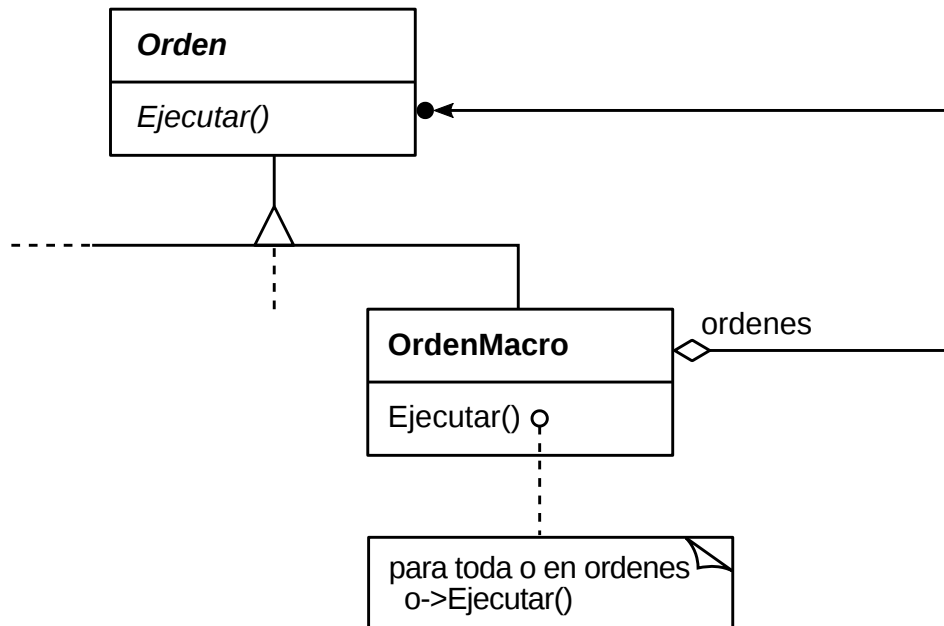 Orden
Ejecutar()
OrdenMacro
ordenes
Ejecutar()
para toda o en ordenes
o->Ejecutar()